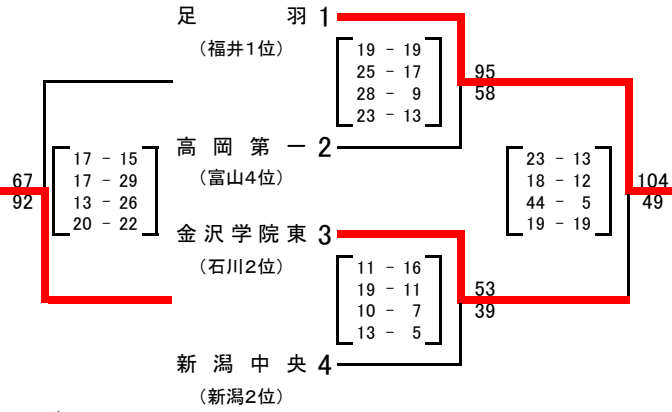 足羽 1
（福井1位）
19 - 19
25 - 17
28 - 9
23 - 13
95
58
高岡第一 2
（富山4位）
17 - 15
17 - 29
13 - 26
20 - 22
67
92
23 - 13
18 - 12
44 - 5
19 - 19
104
49
金沢学院東 3
（石川2位）
11 - 16
19 - 11
10 - 7
13 - 5
53
39
新潟中央 4
（新潟2位）